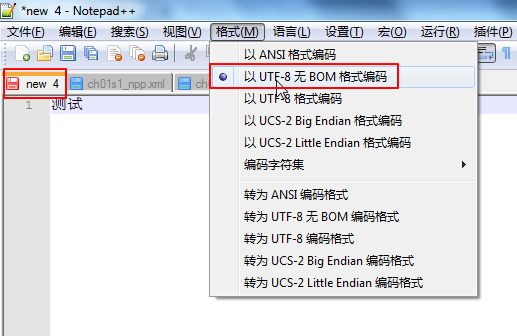 *new 4 - Notepad++
文件(F) 编辑(E) 搜索(S) 视图(V) 格式(M) 语言(L) 设置(T) 宏(O) 运行(R) 插件(P)
new 4 ch01s1_npp.xml ch
1 测试
以 ANSI 格式编码
以 UTF-8 无 BOM 格式编码
以 UTF-8 格式编码
以 UCS-2 Big Endian 格式编码
以 UCS-2 Little Endian 格式编码
编码字符集
转为 ANSI 编码格式
转为 UTF-8 无 BOM 编码格式
转为 UTF-8 编码格式
转为 UCS-2 Big Endian 编码格式
转为 UCS-2 Little Endian 编码格式